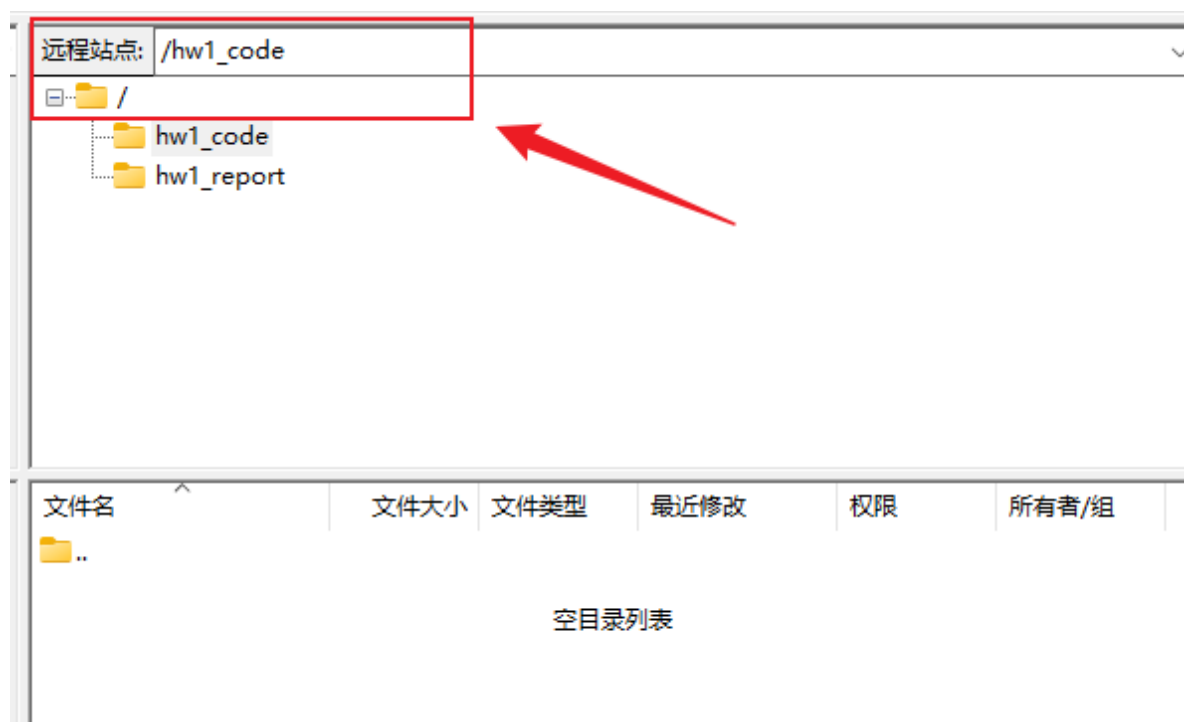 远程站点: /hw1_code
/
hw1_code
hw1_report
文件名 文件大小 文件类型 最近修改 权限 所有者/组
..
空目录列表